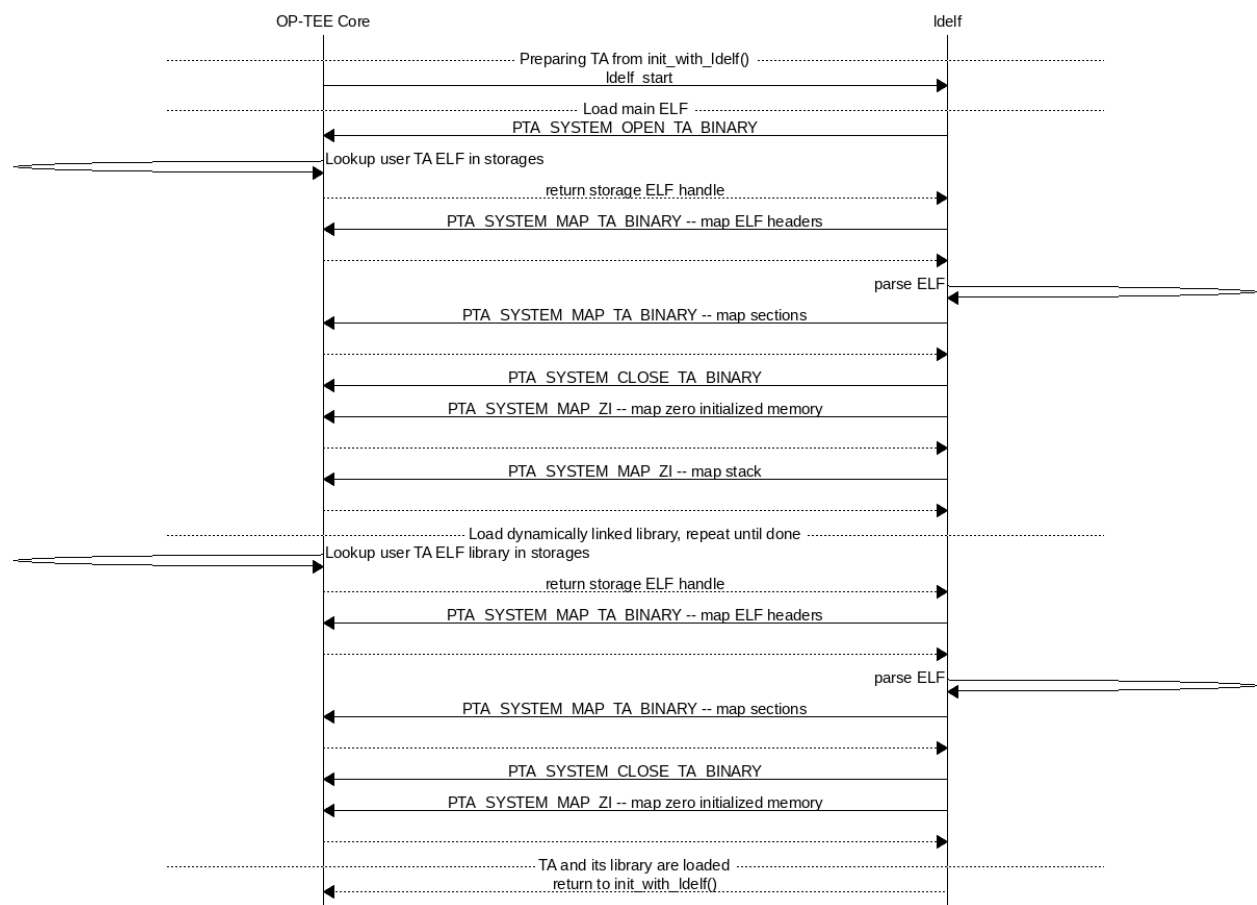 OP-TEE Core
ldelf
Preparing TA from init_with_ldelf()
ldelf_start
Load main ELF
PTA_SYSTEM_OPEN_TA_BINARY
Lookup user TA ELF in storages
return storage ELF handle
PTA_SYSTEM_MAP_TA_BINARY -- map ELF headers
parse ELF
PTA_SYSTEM_MAP_TA_BINARY -- map sections
PTA_SYSTEM_CLOSE_TA_BINARY
PTA_SYSTEM_MAP_ZI -- map zero initialized memory
PTA_SYSTEM_MAP_ZI -- map stack
Load dynamically linked library, repeat until done
Lookup user TA ELF library in storages
return storage ELF handle
PTA_SYSTEM_MAP_TA_BINARY -- map ELF headers
parse ELF
PTA_SYSTEM_MAP_TA_BINARY -- map sections
PTA_SYSTEM_CLOSE_TA_BINARY
PTA_SYSTEM_MAP_ZI -- map zero initialized memory
TA and its library are loaded
return to init_with_ldelf()